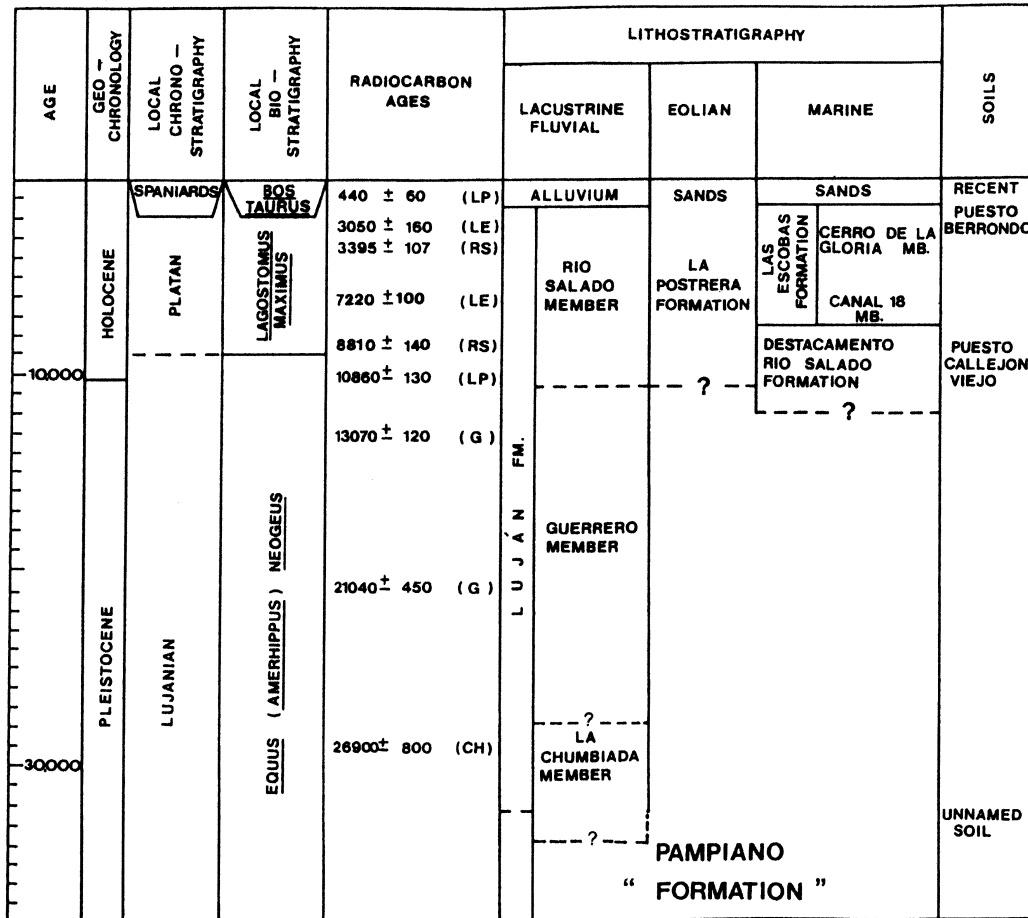 AGE
GEO –
CHRONOLOGY
LOCAL
CHRONO –
STRATIGRAPHY
LOCAL
BIO –
STRATIGRAPHY
RADIOCARBON
AGES
LITHOSTRATIGRAPHY
LACUSTRINE
FLUVIAL
EOLIAN
MARINE
SOILS
10,000
30,000
HOLOCENE
PLEISTOCENE
SPANIARDS
PLATAN
LUJANIAN
BOS
TAURUS
LAGOSTOMUS
MAXIMUS
EQUUS (AMERHIPPUS) NEOGEUS
440 ± 60 (LP)
3050 ± 160 (LE)
3395 ± 107 (RS)
7220 ± 100 (LE)
8810 ± 140 (RS)
10860 ± 130 (LP)
13070 ± 120 (G)
21040 ± 450 (G)
26900 ± 800 (CH)
ALLUVIUM
LUJÁN FM.
RIO
SALADO
MEMBER
GUERRERO
MEMBER
?
LA
CHUMBIADA
MEMBER
?
SANDS
LA
POSTRERA
FORMATION
?
SANDS
LAS
ESCOBAS
FORMATION
CERRO DE LA
GLORIA MB.
CANAL 18
MB.
DESTACAMENTO
RIO SALADO
FORMATION
?
PAMPIANO
" FORMATION "
RECENT
PUESTO
BERRONDO
PUESTO
CALLEJON
VIEJO
UNNAMED
SOIL